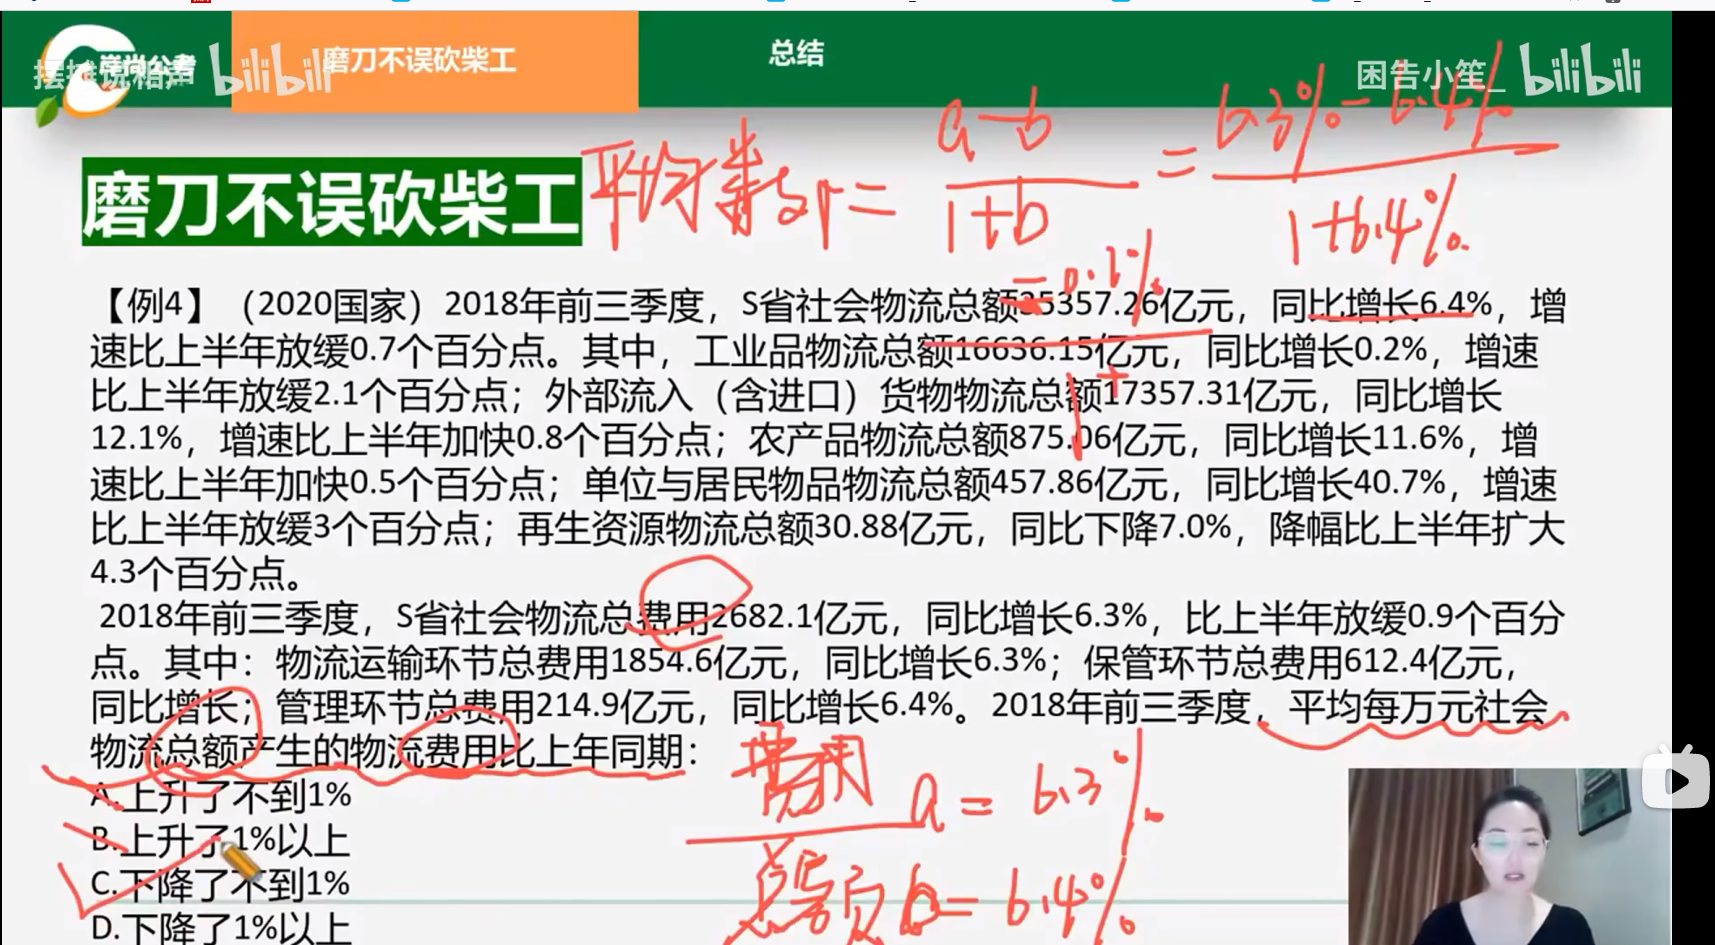 岸尚公考
摆摊说相声 bilibili
磨刀不误砍柴工
总结
困告小笙_ bilibili
磨刀不误砍柴工
平均数r= a-b / 1+b = 6.3%-6.4% / 1+6.4%
=0.1% / 1+
【例4】（2020国家）2018年前三季度，S省社会物流总额35357.26亿元，同比增长6.4%，增
速比上半年放缓0.7个百分点。其中，工业品物流总额16636.15亿元，同比增长0.2%，增速
比上半年放缓2.1个百分点；外部流入（含进口）货物物流总额17357.31亿元，同比增长
12.1%，增速比上半年加快0.8个百分点；农产品物流总额875.06亿元，同比增长11.6%，增
速比上半年加快0.5个百分点；单位与居民物品物流总额457.86亿元，同比增长40.7%，增速
比上半年放缓3个百分点；再生资源物流总额30.88亿元，同比下降7.0%，降幅比上半年扩大
4.3个百分点。
2018年前三季度，S省社会物流总费用2682.1亿元，同比增长6.3%，比上半年放缓0.9个百分
点。其中：物流运输环节总费用1854.6亿元，同比增长6.3%；保管环节总费用612.4亿元，
同比增长；管理环节总费用214.9亿元，同比增长6.4%。2018年前三季度，平均每万元社会
物流总额产生的物流费用比上年同期：
A.上升了不到1%
B.上升了1%以上
C.下降了不到1%
D.下降了1%以上
费用 a=6.3%
总额 b=6.4%